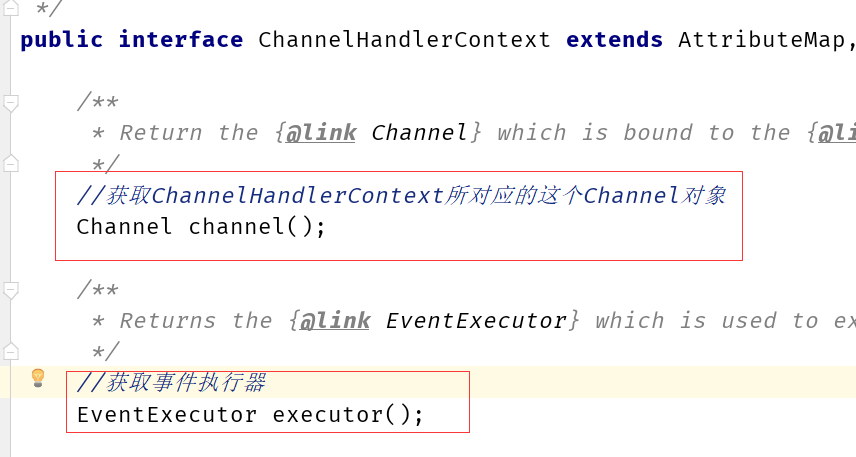 */
public interface ChannelHandlerContext extends AttributeMap,
/**
* Return the {@link Channel} which is bound to the {@li
*/
//获取ChannelHandlerContext所对应的这个Channel对象
Channel channel();
/**
* Returns the {@link EventExecutor} which is used to ex
*/
//获取事件执行器
EventExecutor executor();